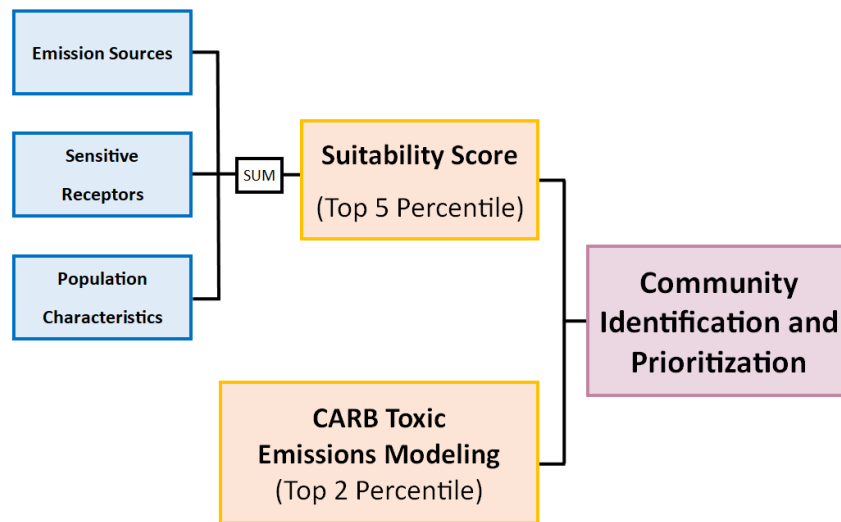 Emission Sources
Sensitive
Receptors
Population
Characteristics
SUM
Suitability Score
(Top 5 Percentile)
CARB Toxic
Emissions Modeling
(Top 2 Percentile)
Community
Identification and
Prioritization